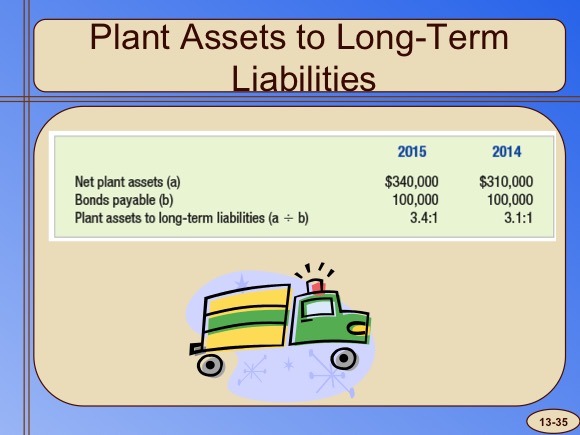 Plant Assets to Long-Term
Liabilities
2015 2014
Net plant assets (a) $340,000 $310,000
Bonds payable (b) 100,000 100,000
Plant assets to long-term liabilities (a ÷ b) 3.4:1 3.1:1
13-35